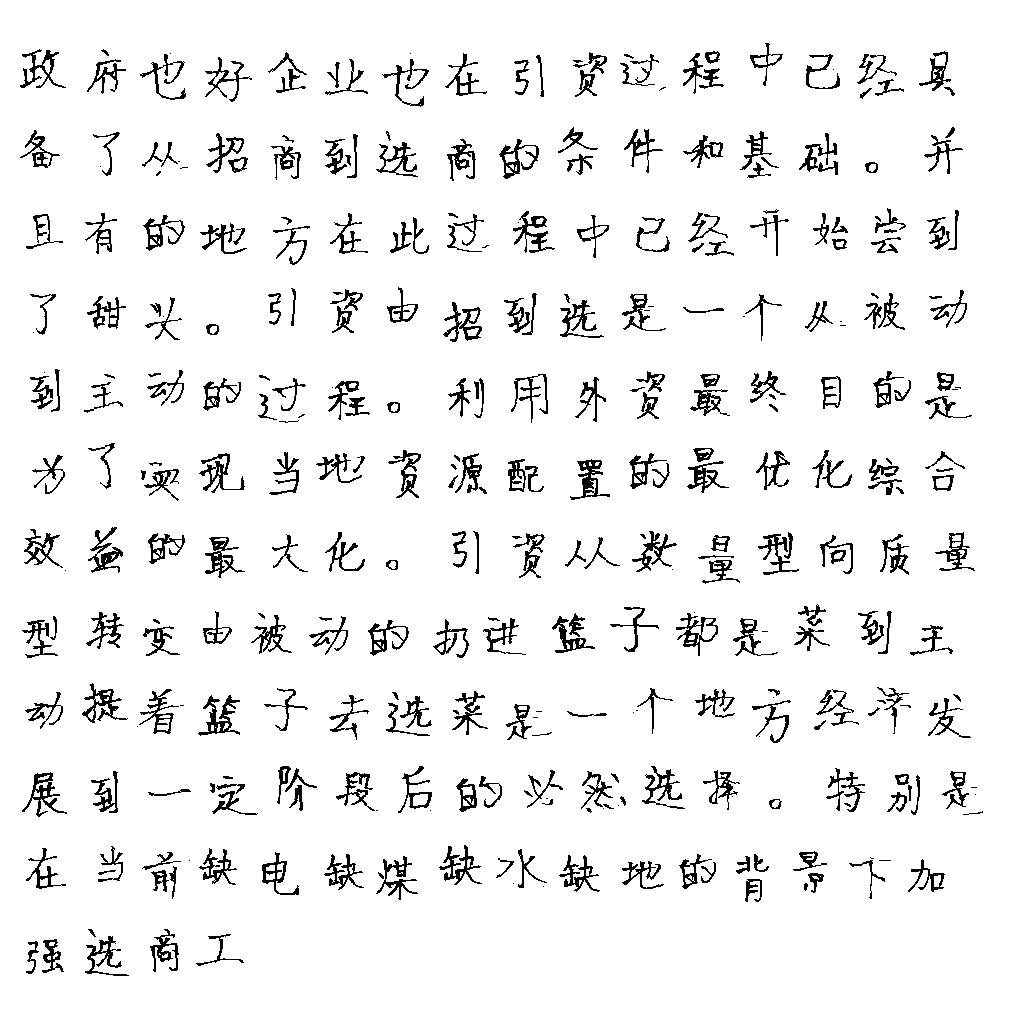 政府也好企业也在引资过程中已经具
备了从招商到选商的条件和基础。并
且有的地方在此过程中已经开始尝到
了甜头。引资由招到选是一个从被动
到主动的过程。利用外资最终目的是
为了实现当地资源配置的最优化综合
效益的最大化。引资从数量型向质量
型转变由被动的扔进篮子都是菜到主
动提着篮子去选菜是一个地方经济发
展到一定阶段后的必然选择。特别是
在当前缺电缺煤缺水缺地的背景下加
强选商工